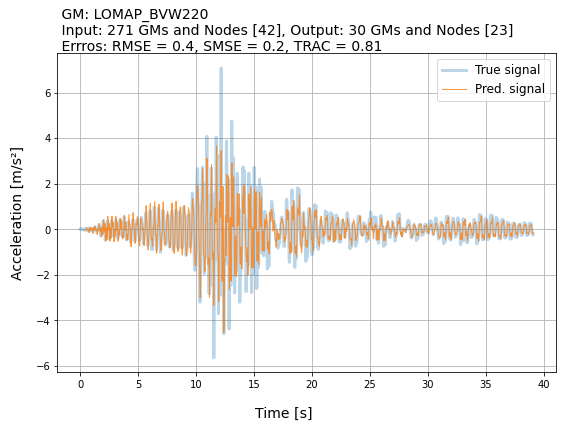 GM: LOMAP_BVW220
Input: 271 GMs and Nodes [42], Output: 30 GMs and Nodes [23]
Errros: RMSE = 0.4, SMSE = 0.2, TRAC = 0.81
True signal
Pred. signal
Acceleration [m/s²]
6
4
2
0
−2
−4
−6
0 5 10 15 20 25 30 35 40
Time [s]